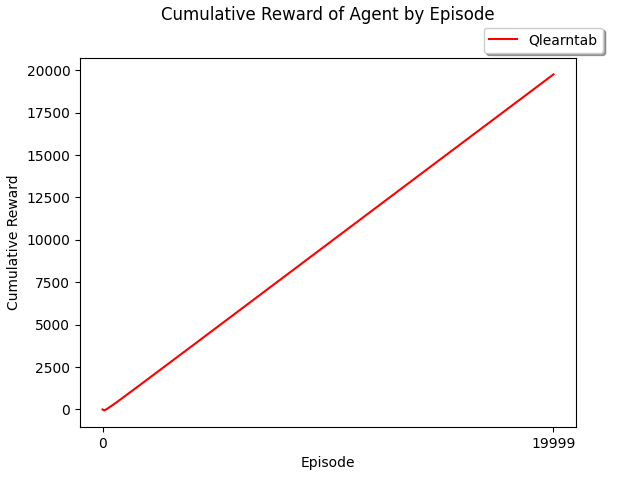 Cumulative Reward of Agent by Episode
Qlearntab
20000
17500
15000
12500
10000
7500
5000
2500
0
Cumulative Reward
0 19999
Episode